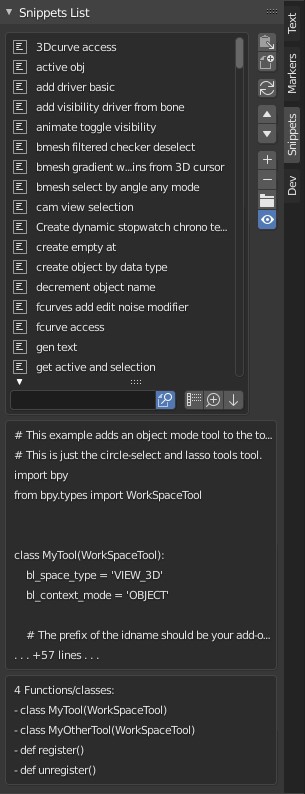 Snippets List
3Dcurve access
active obj
add driver basic
add visibility driver from bone
animate toggle visibility
bmesh filtered checker deselect
bmesh gradient w...ins from 3D cursor
bmesh select by angle any mode
cam view selection
Create dynamic stopwatch chrono te...
create empty at
create object by data type
decrement object name
fcurves add edit noise modifier
fcurve access
gen text
get active and selection
# This example adds an object mode tool to the to...
# This is just the circle-select and lasso tools tool.
import bpy
from bpy.types import WorkSpaceTool
class MyTool(WorkSpaceTool):
bl_space_type = 'VIEW_3D'
bl_context_mode = 'OBJECT'
# The prefix of the idname should be your add-o...
. . . +57 lines . . .
4 Functions/classes:
- class MyTool(WorkSpaceTool)
- class MyOtherTool(WorkSpaceTool)
- def register()
- def unregister()
Text
Markers
Snippets
Dev